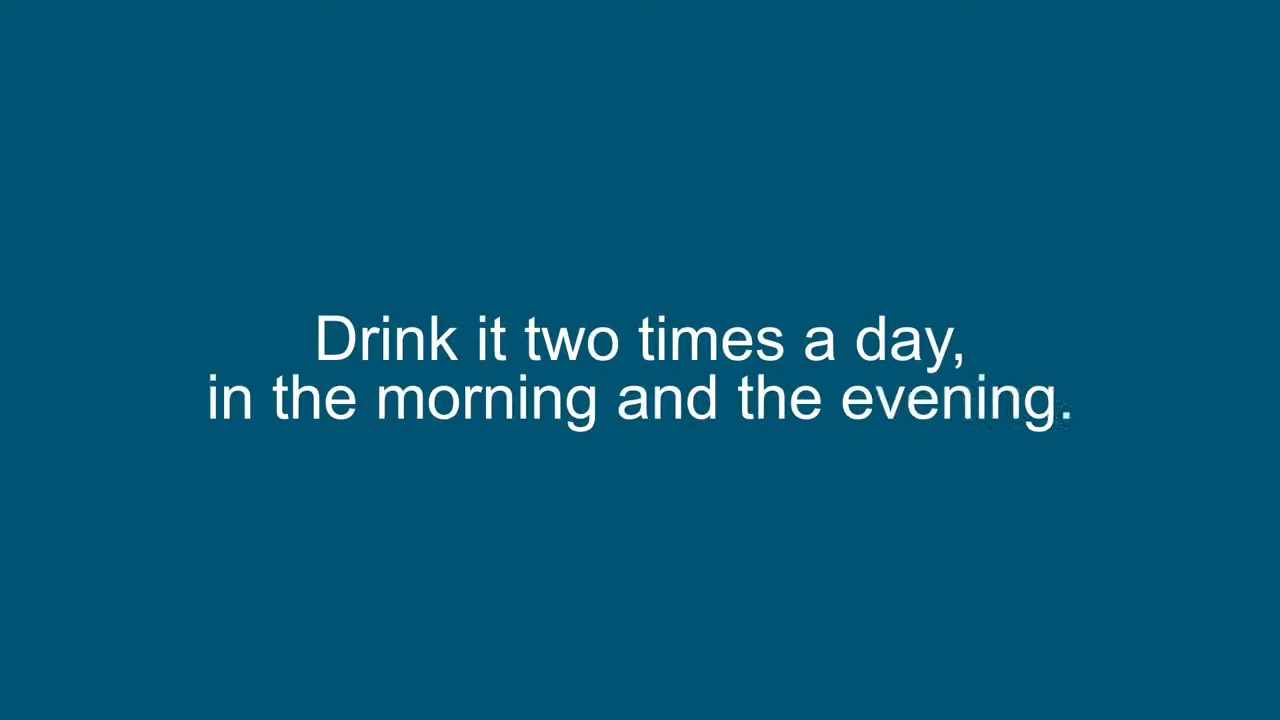 Drink it two times a day,
in the morning and the evening.